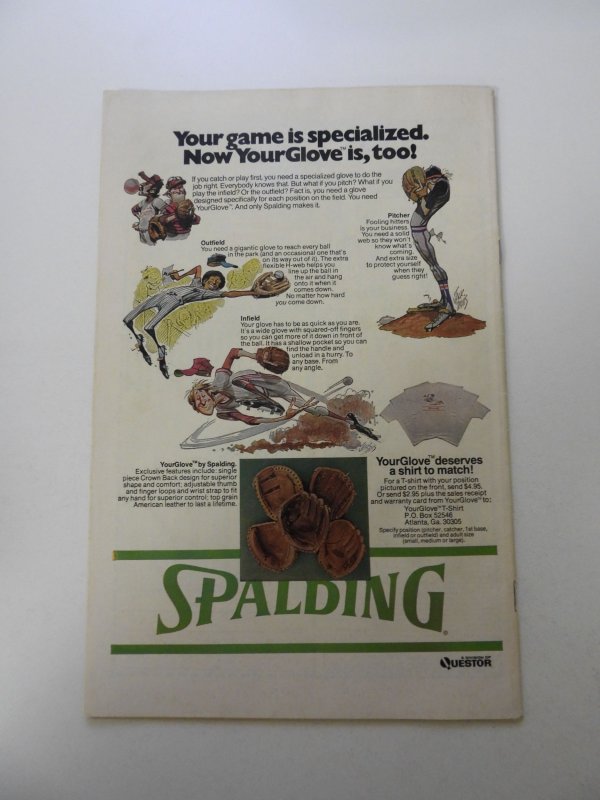 Your game is specialized.
Now YourGlove™ is, too!
If you catch or play first, you need a specialized glove to do the
job right. Everybody knows that. But what if you pitch? What if you
play the infield? Or the outfield? Fact is, you need a glove
designed specifically for each position on the field. You need
YourGlove™. And only Spalding makes it.
Pitcher
Fooling hitters
is your business.
You need a solid
web so they won't
know what's
coming.
And extra size
to protect yourself
when they
guess right!
Outfield
You need a gigantic glove to reach every ball
in the park (and an occasional one that's
on its way out of it). The extra
flexible H-web helps you
line up the ball in
the air and hang
onto it when it
comes down.
No matter how hard
you come down.
Infield
Your glove has to be as quick as you are.
It's a wide glove with squared-off fingers
so you can get more of it down in front of
the ball. It has a shallow pocket so you can
find the handle and
unload in a hurry. To
any base. From
any angle.
YourGlove™ by Spalding.
Exclusive features include: single
piece Crown Back design for superior
shape and comfort; adjustable thumb
and finger loops and wrist strap to fit
any hand for superior control; top grain
American leather to last a lifetime.
YourGlove™ deserves
a shirt to match!
For a T-shirt with your position
pictured on the front, send $4.95.
Or send $2.95 plus the sales receipt
and warranty card from YourGlove™ to:
YourGlove™ T-Shirt
P.O. Box 52546
Atlanta, Ga. 30305
Specify position (pitcher, catcher, 1st base,
infield or outfield) and adult size
(small, medium or large).
SPALDING®
A DIVISION OF
QUESTOR